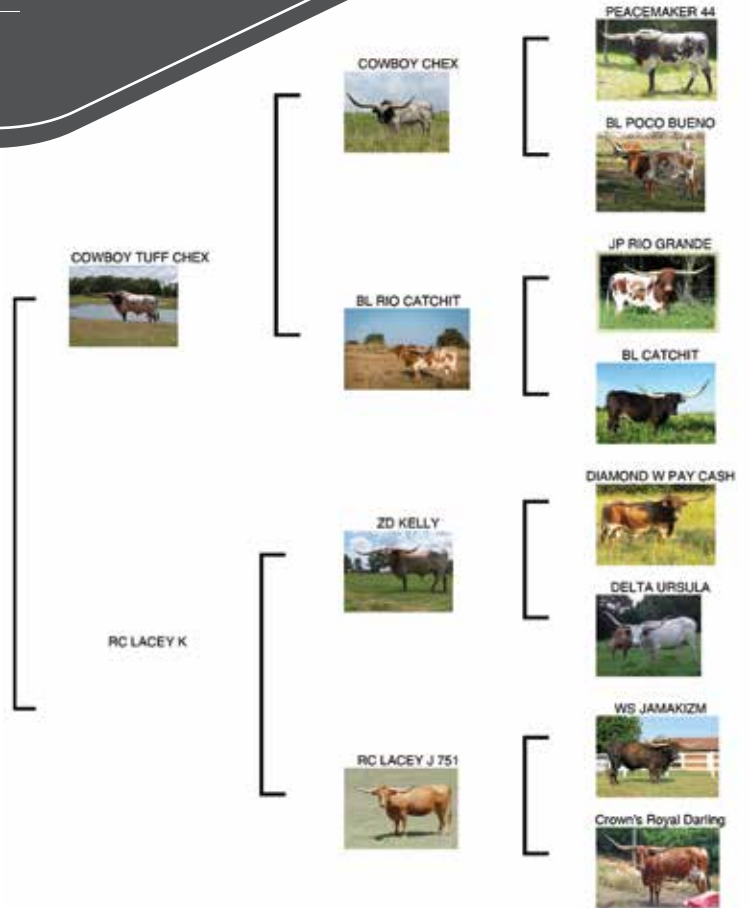 PEACEMAKER 44
COWBOY CHEX
BL POCO BUENO
COWBOY TUFF CHEX
JP RIO GRANDE
BL RIO CATCHIT
BL CATCHIT
DIAMOND W PAY CASH
ZD KELLY
DELTA URSULA
RC LACEY K
WS JAMAKIZM
RC LACEY J 751
Crown's Royal Darling